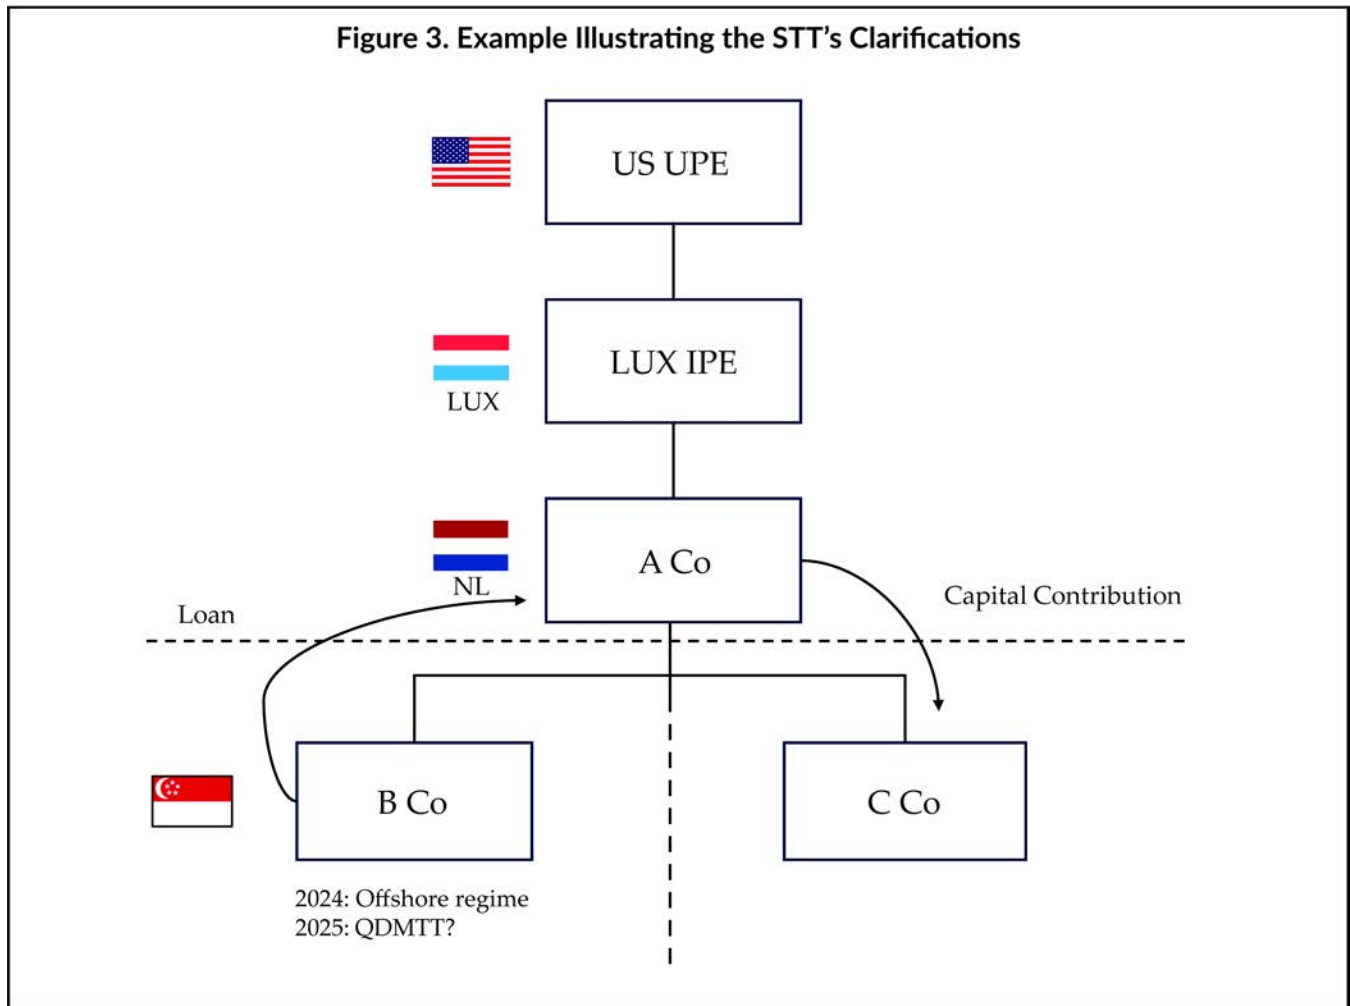 Figure 3. Example Illustrating the STT’s Clarifications
US UPE
LUX IPE
LUX
A Co
NL
Loan
Capital Contribution
B Co
C Co
2024: Offshore regime
2025: QDMTT?